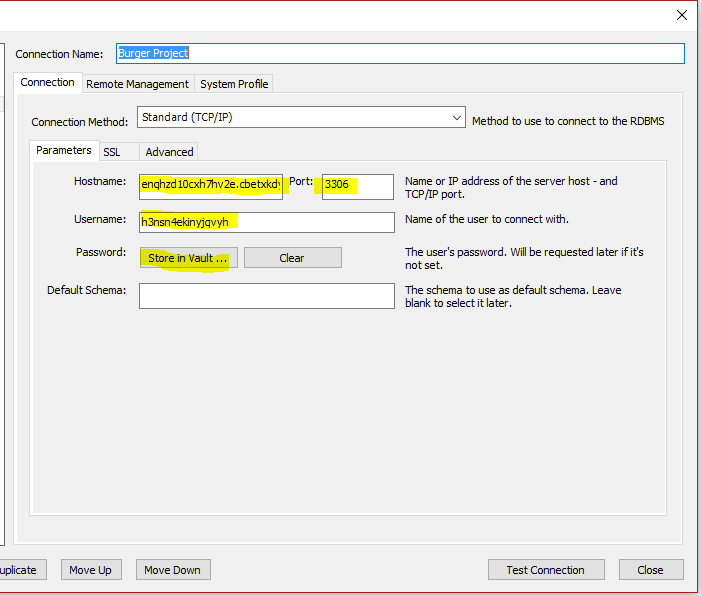 Connection Name: Burger Project
Connection Remote Management System Profile
Connection Method: Standard (TCP/IP) Method to use to connect to the RDBMS
Parameters SSL Advanced
Hostname: enqhzd10cxh7hv2e.cbetxkdy Port: 3306 Name or IP address of the server host - and
TCP/IP port.
Username: h3nsn4ekinyjqvyh Name of the user to connect with.
Password: Store in Vault ... Clear The user's password. Will be requested later if it's
not set.
Default Schema: The schema to use as default schema. Leave
blank to select it later.
uplicate Move Up Move Down Test Connection Close